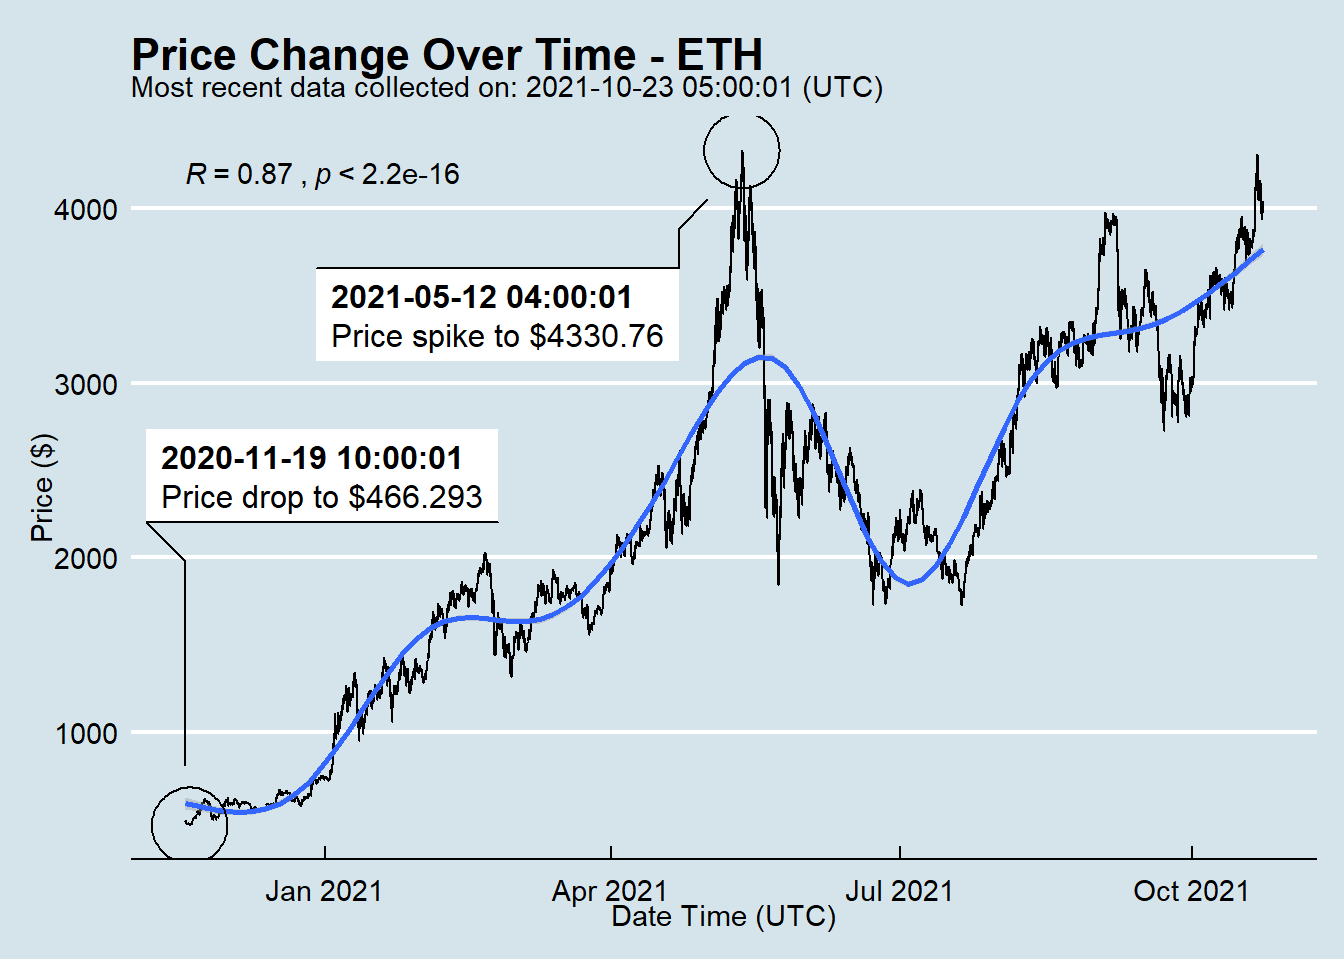 Price Change Over Time - ETH
Most recent data collected on: 2021-10-23 05:00:01 (UTC)
R = 0.87 , p < 2.2e-16
4000
2021-05-12 04:00:01
Price spike to $4330.76
3000
2020-11-19 10:00:01
Price drop to $466.293
Price ($)
2000
1000
Jan 2021 Apr 2021 Jul 2021 Oct 2021
Date Time (UTC)